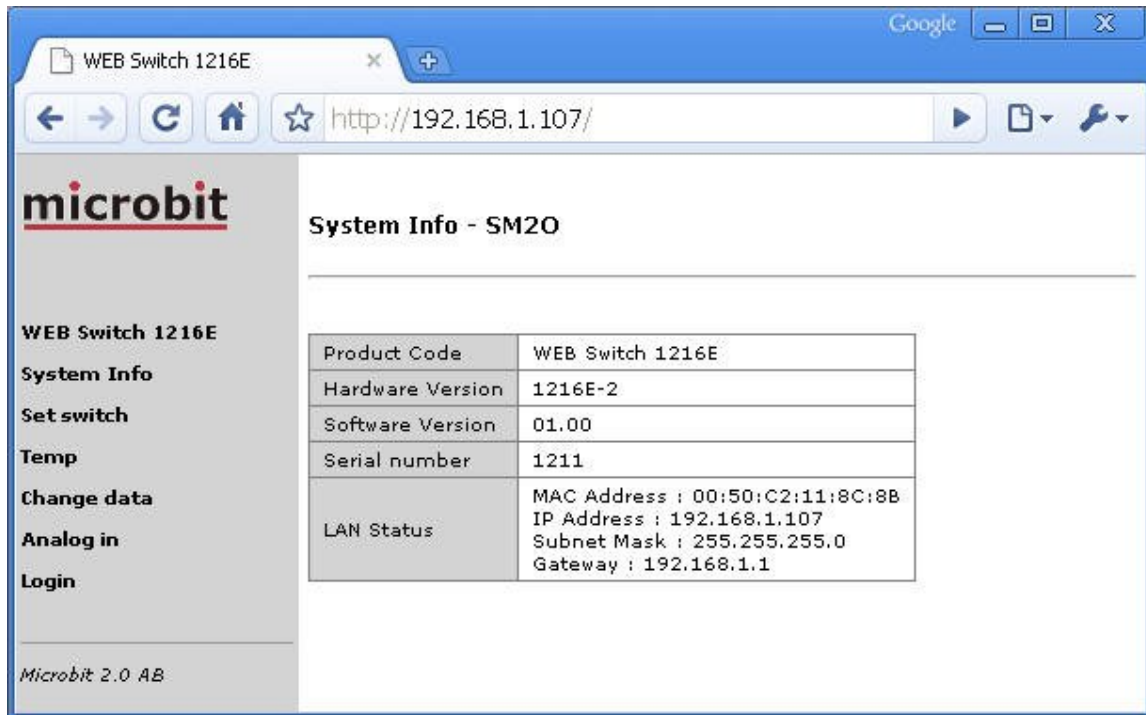 Google
WEB Switch 1216E
http://192.168.1.107/
microbit
System Info - SM2O
WEB Switch 1216E
System Info
Set switch
Temp
Change data
Analog in
Login
Microbit 2.0 AB
Product Code WEB Switch 1216E
Hardware Version 1216E-2
Software Version 01.00
Serial number 1211
LAN Status
MAC Address : 00:50:C2:11:8C:8B
IP Address : 192.168.1.107
Subnet Mask : 255.255.255.0
Gateway : 192.168.1.1